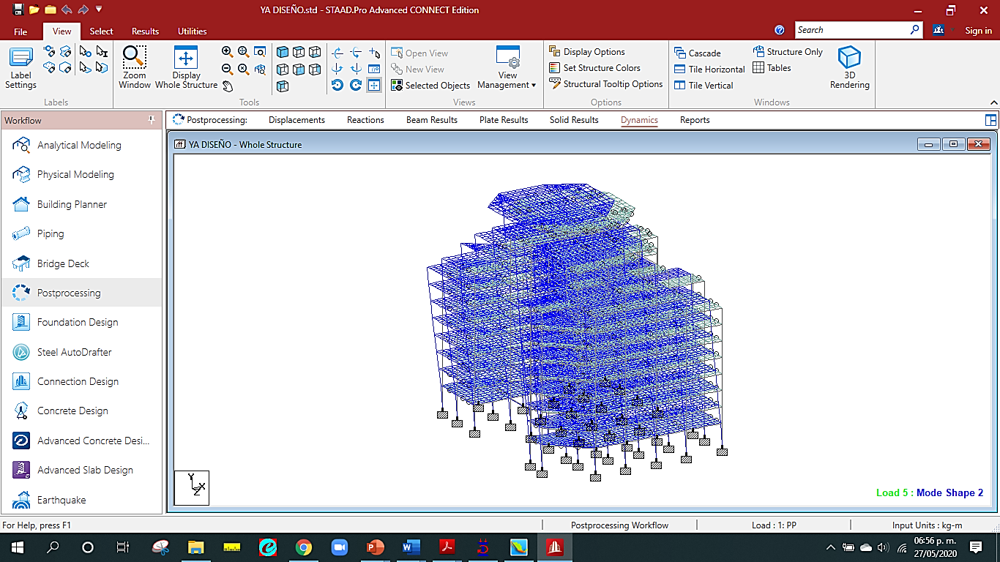 YA DISEÑO.std - STAAD.Pro Advanced CONNECT Edition
File View Select Results Utilities Search Sign in
Label Settings
Labels
Zoom Window
Display Whole Structure
Tools
Open View
New View
Selected Objects
View Management
Views
Display Options
Set Structure Colors
Structural Tooltip Options
Options
Cascade
Tile Horizontal
Tile Vertical
Structure Only
Tables
3D Rendering
Windows
Workflow
Postprocessing: Displacements Reactions Beam Results Plate Results Solid Results Dynamics Reports
YA DISEÑO - Whole Structure
Analytical Modeling
Physical Modeling
Building Planner
Piping
Bridge Deck
Postprocessing
Foundation Design
Steel AutoDrafter
Connection Design
Concrete Design
Advanced Concrete Desi...
Advanced Slab Design
Earthquake
Y
X
Z
Load 5 : Mode Shape 2
For Help, press F1
Postprocessing Workflow
Load : 1: PP
Input Units : kg-m
06:56 p. m.
27/05/2020